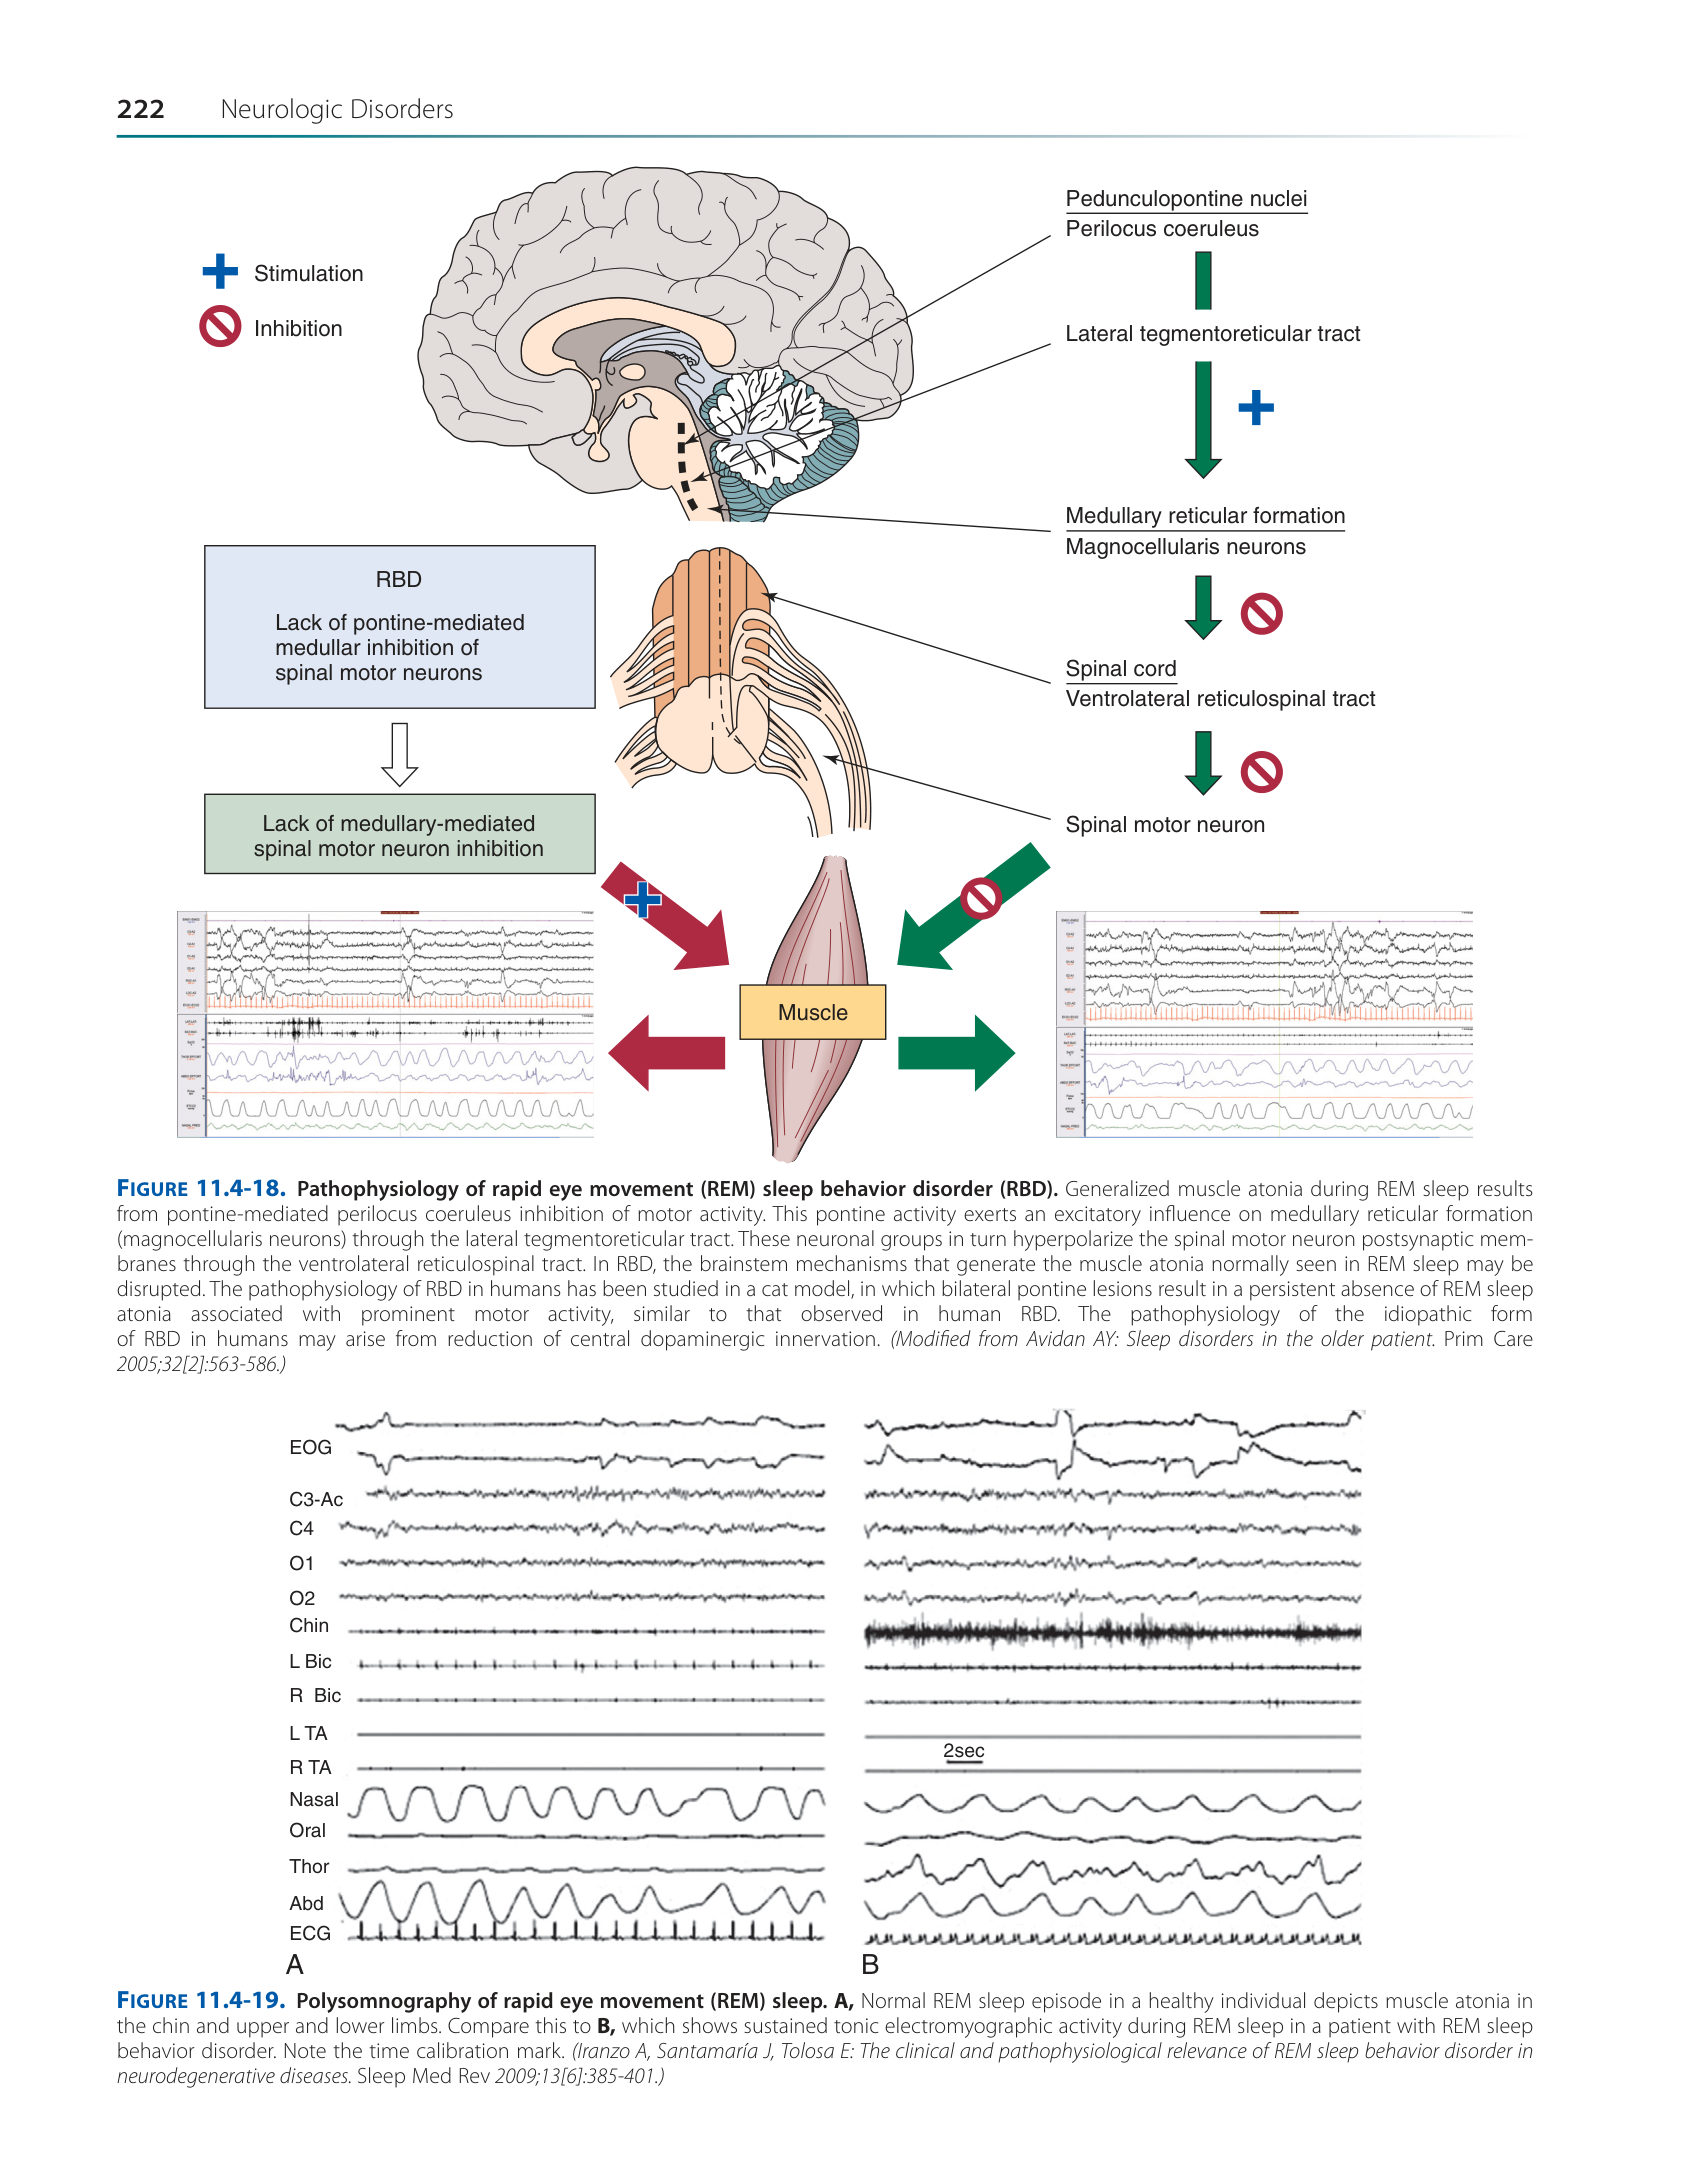 222 Neurologic Disorders
Stimulation
Inhibition
Pedunculopontine nuclei
Perilocus coeruleus
Lateral tegmentoreticular tract
Medullary reticular formation
Magnocellularis neurons
Spinal cord
Ventrolateral reticulospinal tract
Spinal motor neuron
RBD
Lack of pontine-mediated
medullar inhibition of
spinal motor neurons
Lack of medullary-mediated
spinal motor neuron inhibition
Muscle
FIGURE 11.4-18. Pathophysiology of rapid eye movement (REM) sleep behavior disorder (RBD). Generalized muscle atonia during REM sleep results
from pontine-mediated perilocus coeruleus inhibition of motor activity. This pontine activity exerts an excitatory influence on medullary reticular formation
(magnocellularis neurons) through the lateral tegmentoreticular tract. These neuronal groups in turn hyperpolarize the spinal motor neuron postsynaptic mem-
branes through the ventrolateral reticulospinal tract. In RBD, the brainstem mechanisms that generate the muscle atonia normally seen in REM sleep may be
disrupted. The pathophysiology of RBD in humans has been studied in a cat model, in which bilateral pontine lesions result in a persistent absence of REM sleep
atonia associated with prominent motor activity, similar to that observed in human RBD. The pathophysiology of the idiopathic form
of RBD in humans may arise from reduction of central dopaminergic innervation. (Modified from Avidan AY: Sleep disorders in the older patient. Prim Care
2005;32[2]:563-586.)
EOG
C3-Ac
C4
O1
O2
Chin
L Bic
R Bic
L TA
2sec
R TA
Nasal
Oral
Thor
Abd
ECG
A
B
FIGURE 11.4-19. Polysomnography of rapid eye movement (REM) sleep. A, Normal REM sleep episode in a healthy individual depicts muscle atonia in
the chin and upper and lower limbs. Compare this to B, which shows sustained tonic electromyographic activity during REM sleep in a patient with REM sleep
behavior disorder. Note the time calibration mark. (Iranzo A, Santamaría J, Tolosa E: The clinical and pathophysiological relevance of REM sleep behavior disorder in
neurodegenerative diseases. Sleep Med Rev 2009;13[6]:385-401.)